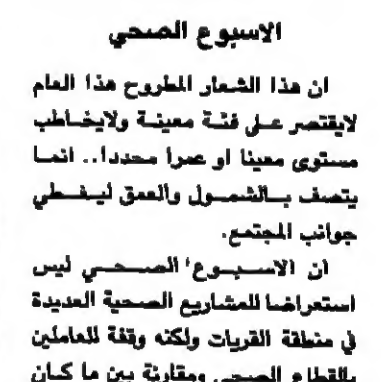 الاسبوع الصحي
ان هذا الشعار المطروح هذا العام
لايقتصر على فئة معينة ولايخاطب
مستوى معينا او عمرا محددا.. انما
يتصف بالشمول والعمق ليغطي
جوانب المجتمع.
ان الاسبوع الصحي ليس
استعراضا للمشاريع الصحية العديدة
في منطقة القريات ولكنه وقفة للعاملين
بالقطاع الصحي ومقارنة بين ما كان